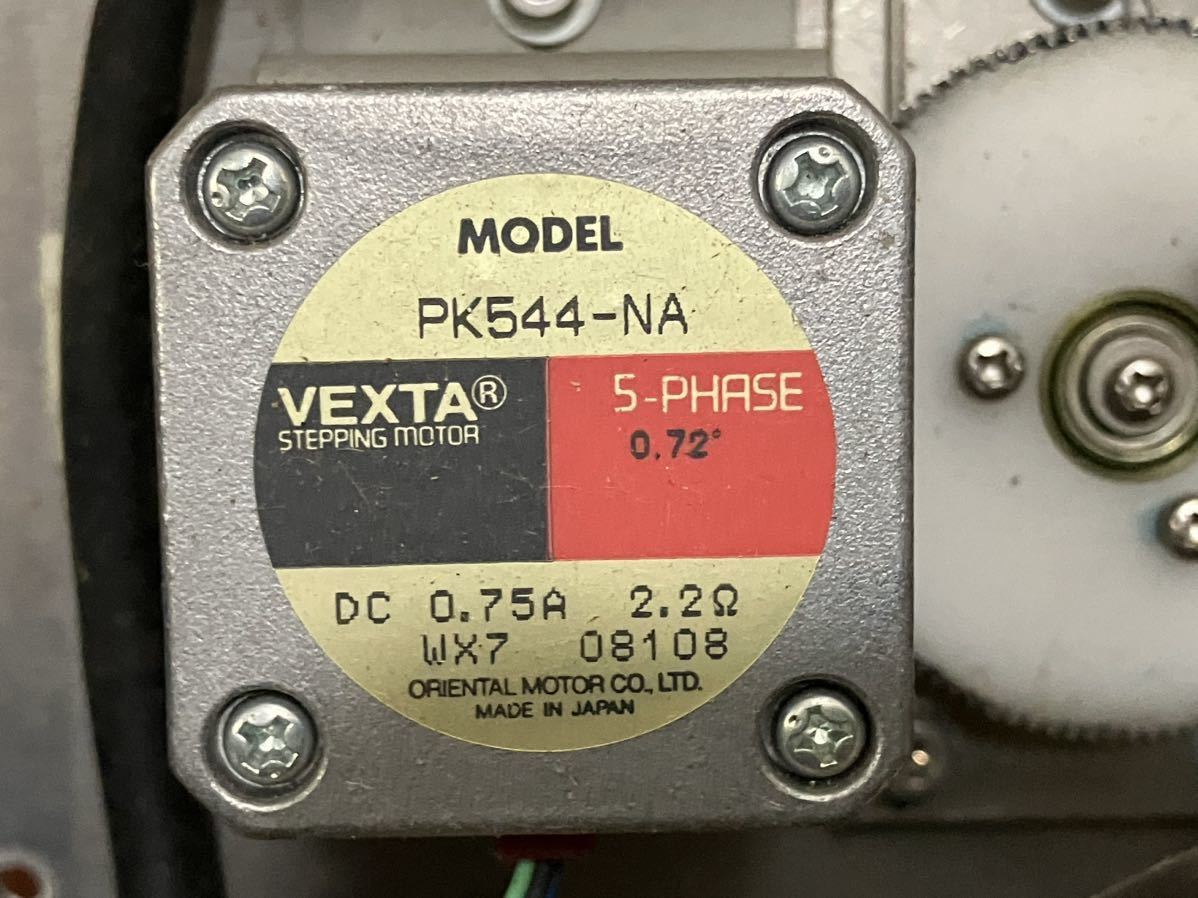 MODEL
PK544-NA
VEXTA®
STEPPING MOTOR
5-PHASE
0.72°
DC 0.75A 2.2Ω
WX7 08108
ORIENTAL MOTOR CO., LTD.
MADE IN JAPAN